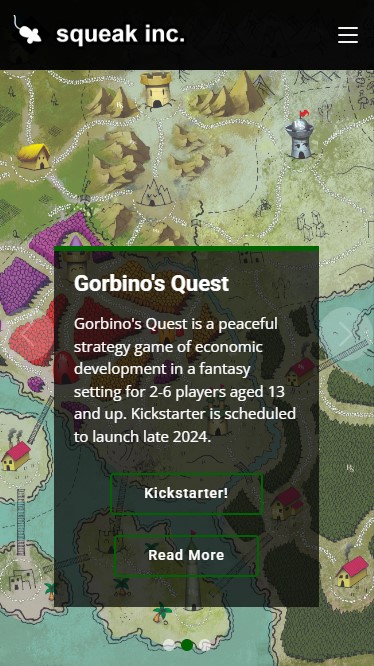 squeak inc.
Gorbino's Quest
Gorbino's Quest is a peaceful
strategy game of economic
development in a fantasy
setting for 2-6 players aged 13
and up. Kickstarter is scheduled
to launch late 2024.
Kickstarter!
Read More